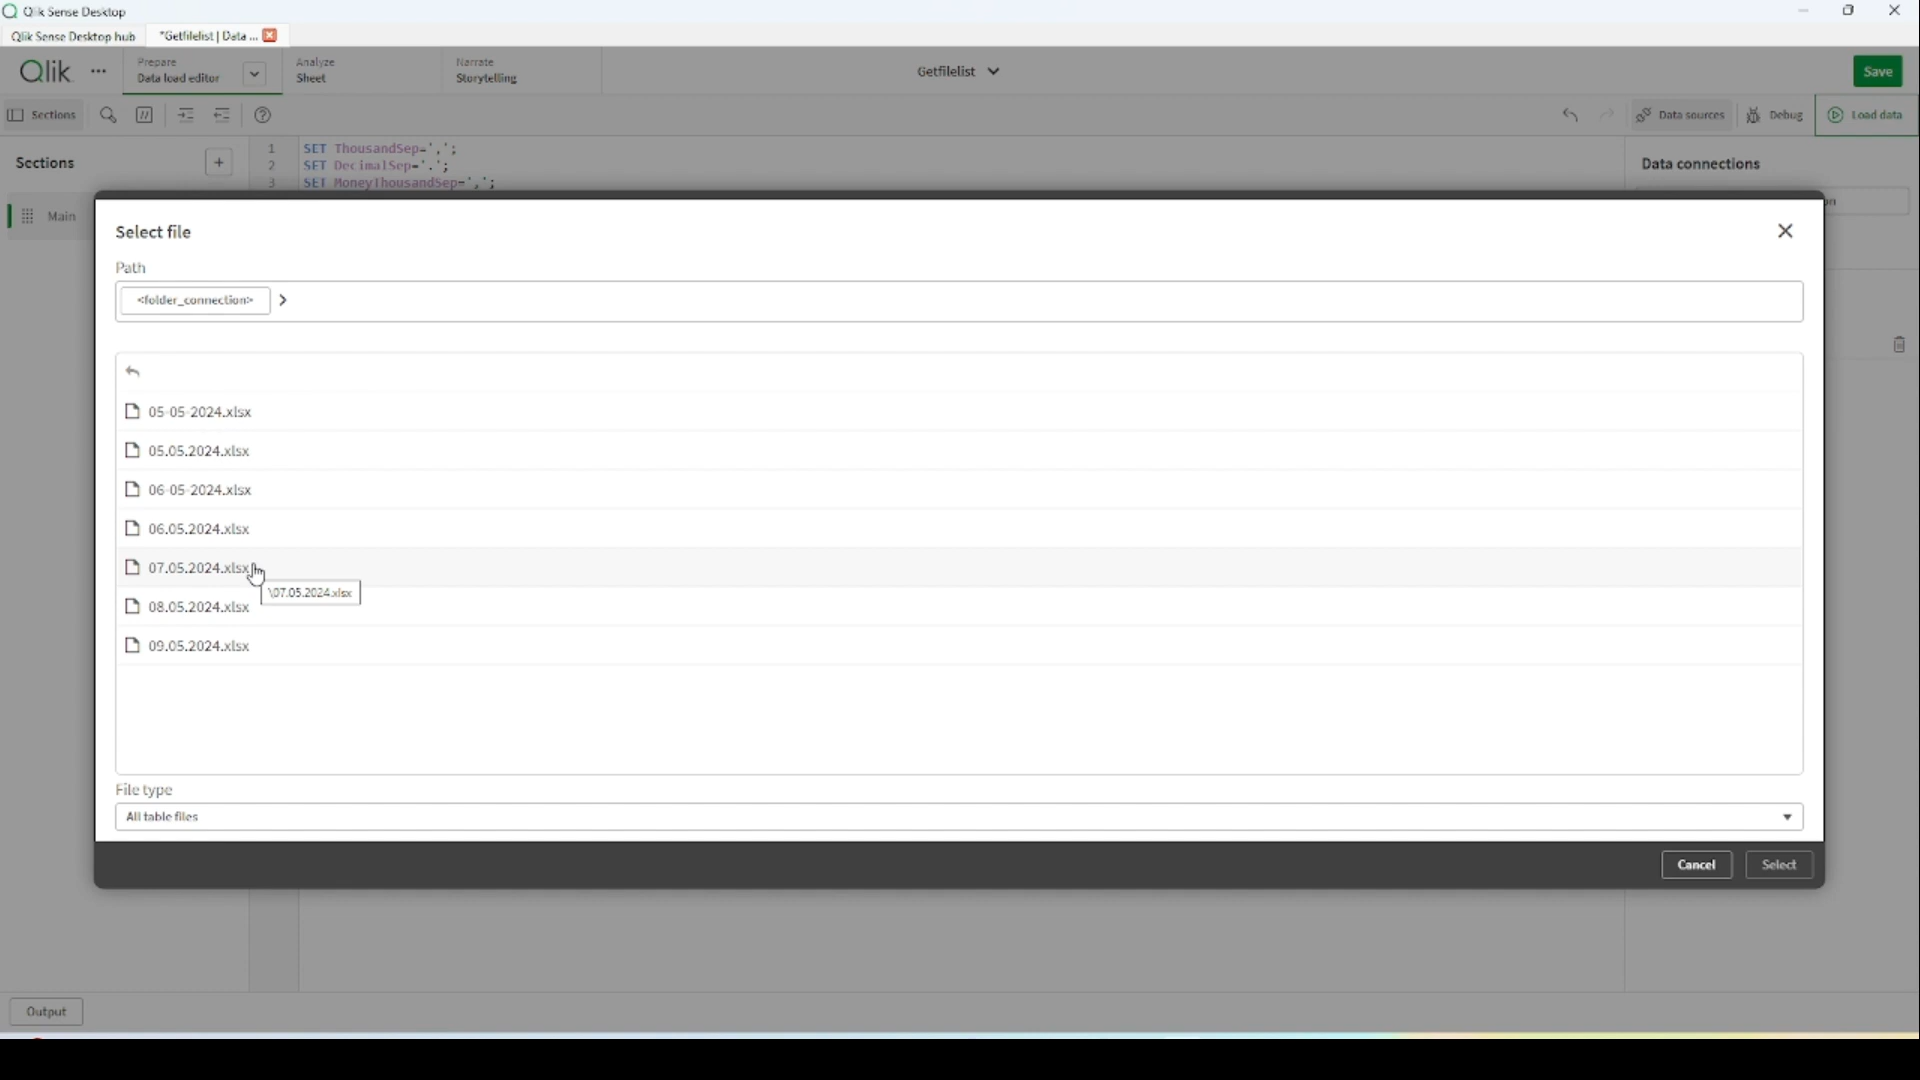 Qlik Sense Desktop
Qlik Sense Desktop hub
*Getfilelist | Data ...
Qlik
Prepare
Data load editor
Analyze
Sheet
Narrate
Storytelling
Getfilelist
Save
Sections
Data sources
Debug
Load data
Sections
1 SET ThousandSep=',';
2 SET DecimalSep='.';
3 SET MoneyThousandSep=',';
Data connections
Main
on
Select file
Path
<folder_connection>
05-05-2024.xlsx
05.05.2024.xlsx
06-05-2024.xlsx
06.05.2024.xlsx
07.05.2024.xlsx
\07.05.2024.xlsx
08.05.2024.xlsx
09.05.2024.xlsx
File type
All table files
Cancel
Select
Output